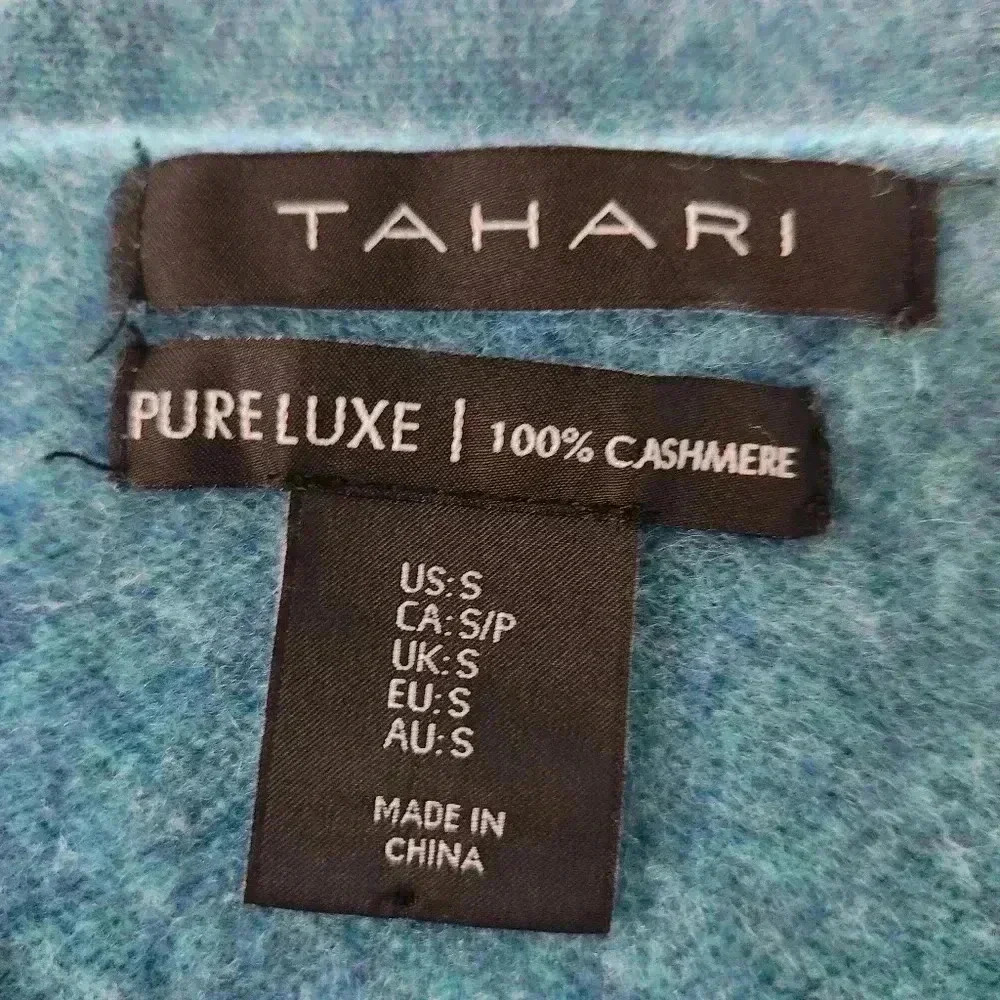 TAHARI
PURE LUXE | 100% CASHMERE
US: S
CA: S/P
UK: S
EU: S
AU: S
MADE IN
CHINA